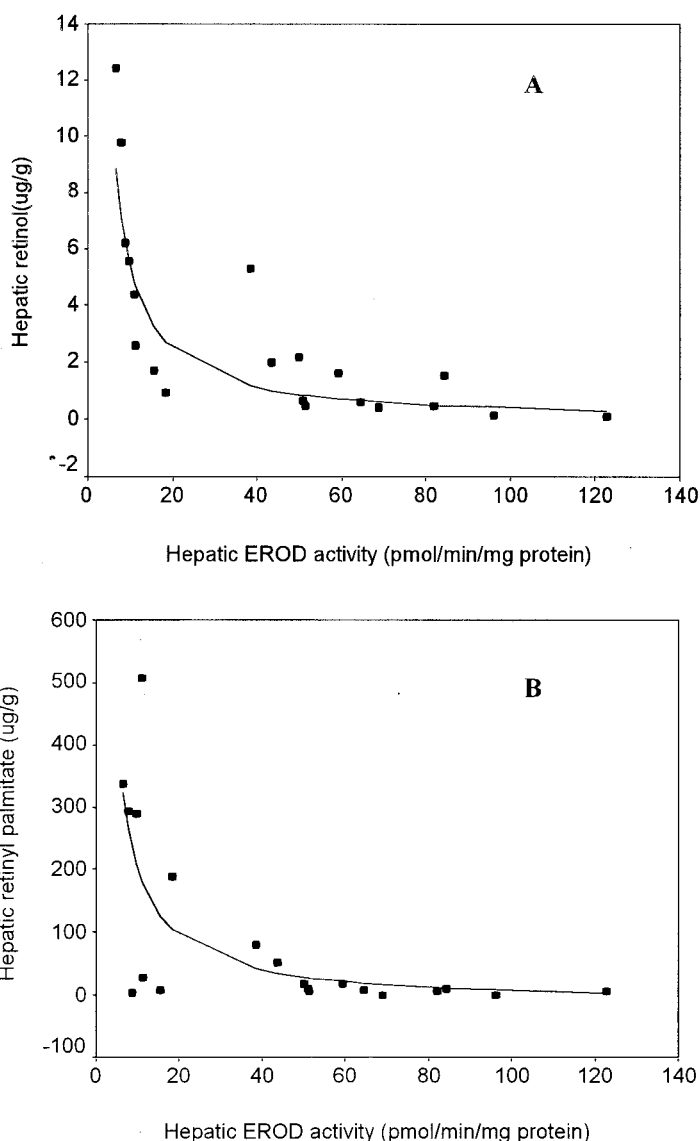 14
12
A
10
8
6
4
2
0
-2
Hepatic retinol(ug/g)
0 20 40 60 80 100 120 140
Hepatic EROD activity (pmol/min/mg protein)
600
500
B
400
300
200
100
0
-100
Hepatic retinyl palmitate (ug/g)
0 20 40 60 80 100 120 140
Hepatic EROD activity (pmol/min/mg protein)